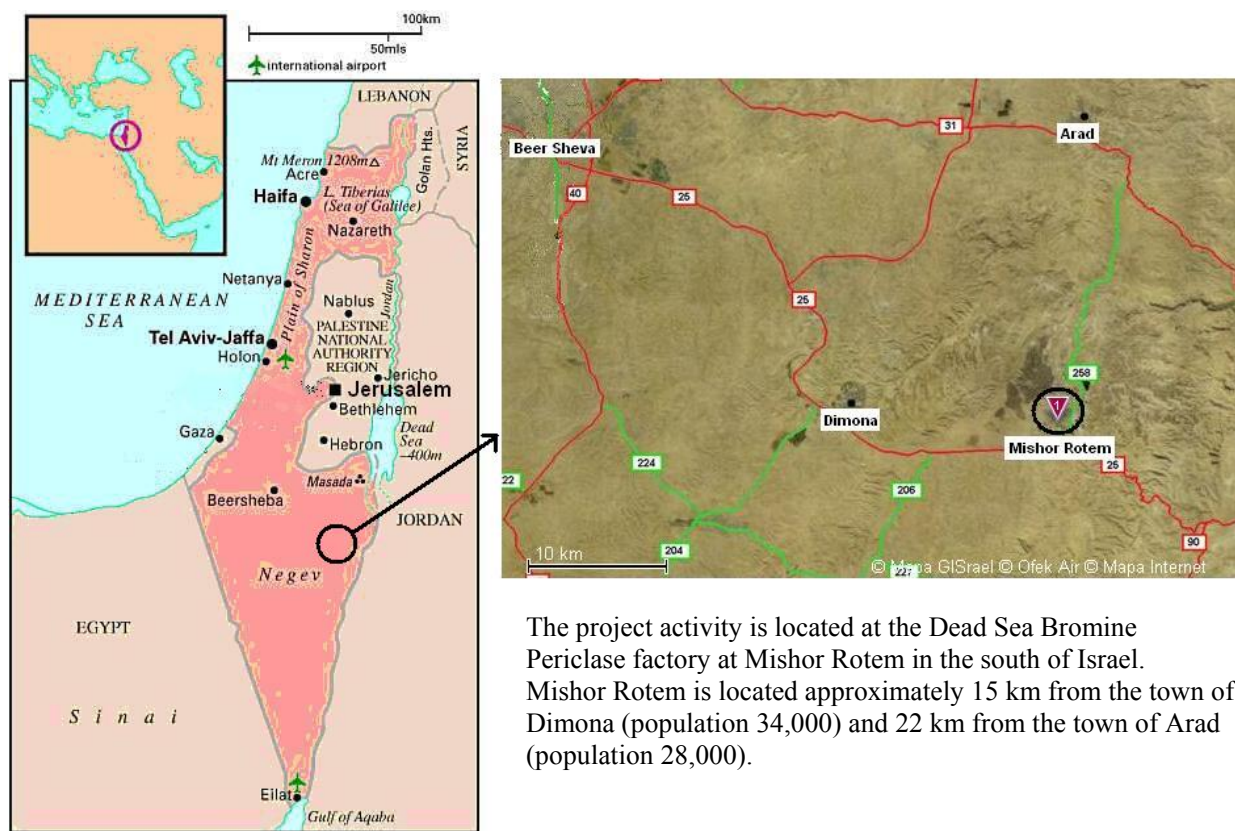 100km
50mls
international airport
LEBANON
SYRIA
Golan Hts.
Mt Meron 1208m
Acre
L. Tiberias
(Sea of Galilee)
Haifa
Nazareth
Plain of Sharon
Netanya
MEDITERRANEAN
SEA
Nablus
Jordan
Tel Aviv-Jaffa
Holon
PALESTINE
NATIONAL
AUTHORITY
REGION
Jericho
Jerusalem
Bethlehem
Gaza
Hebron
Dead
Sea
-400m
Masada
Beersheba
JORDAN
Negev
EGYPT
Sinai
Eilat
Gulf of Aqaba
Beer Sheva
31
Arad
40
25
25
258
1
Dimona
Mishor Rotem
25
224
22
206
90
204
227
10 km
© Mapa GISrael © Ofek Air © Mapa Internet
The project activity is located at the Dead Sea Bromine
Periclase factory at Mishor Rotem in the south of Israel.
Mishor Rotem is located approximately 15 km from the town of
Dimona (population 34,000) and 22 km from the town of Arad
(population 28,000).